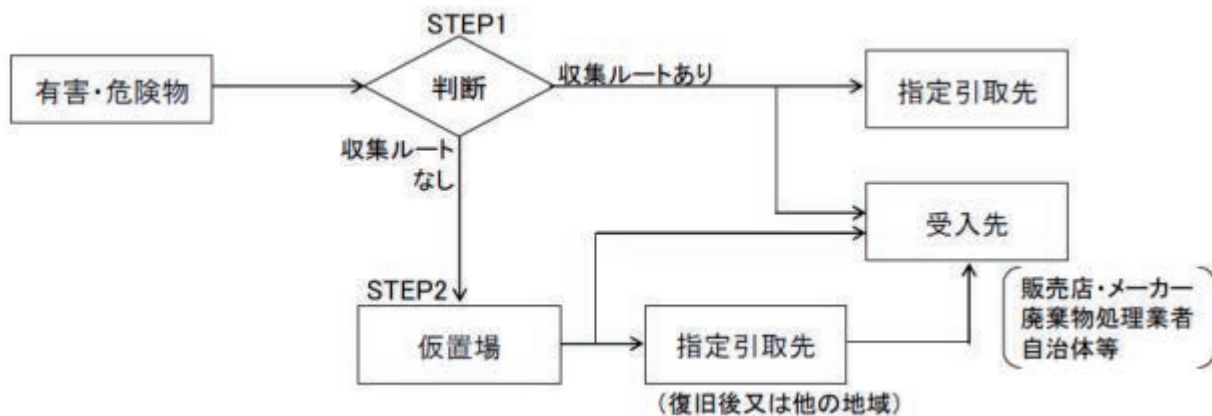 STEP1
有害・危険物
判断
収集ルートあり
指定引取先
収集ルート
なし
受入先
STEP2
仮置場
指定引取先
販売店・メーカー
廃棄物処理業者
自治体等
(復旧後又は他の地域)